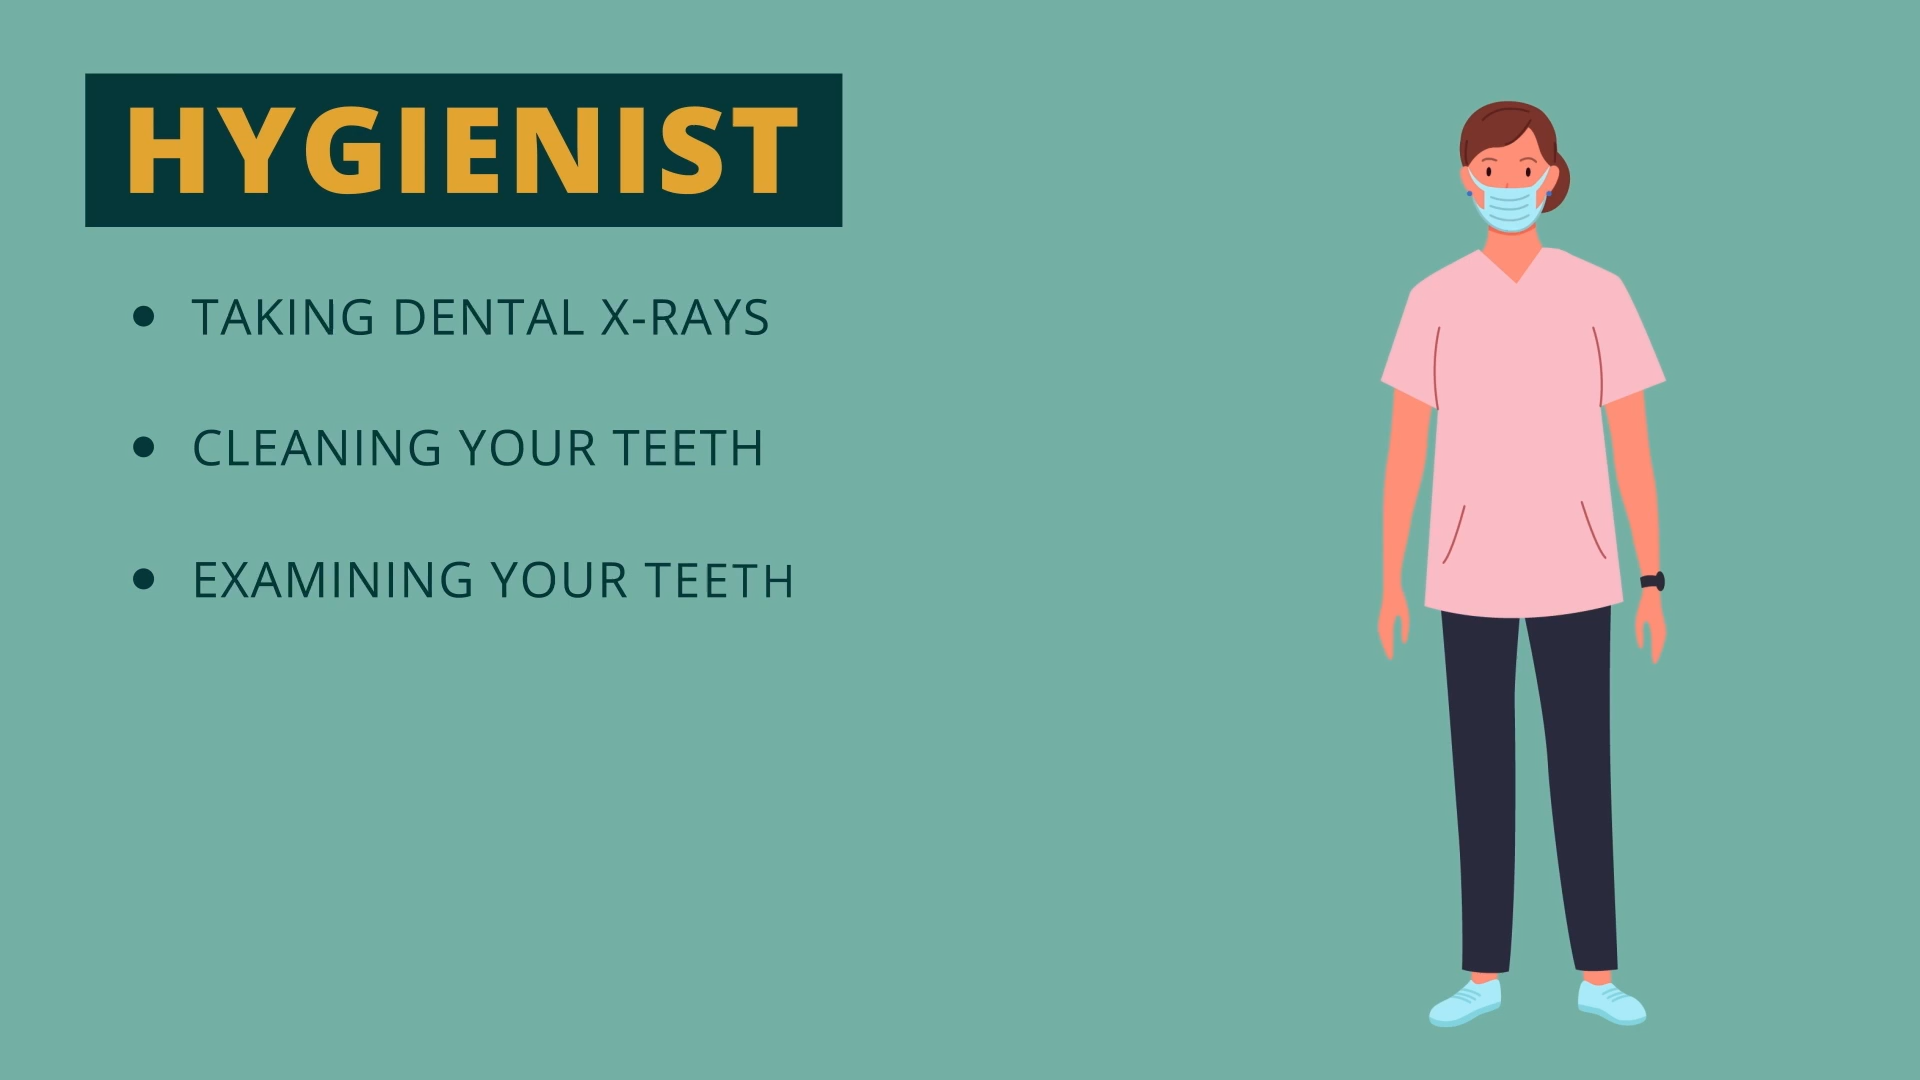 HYGIENIST
• TAKING DENTAL X-RAYS
• CLEANING YOUR TEETH
• EXAMINING YOUR TEETH